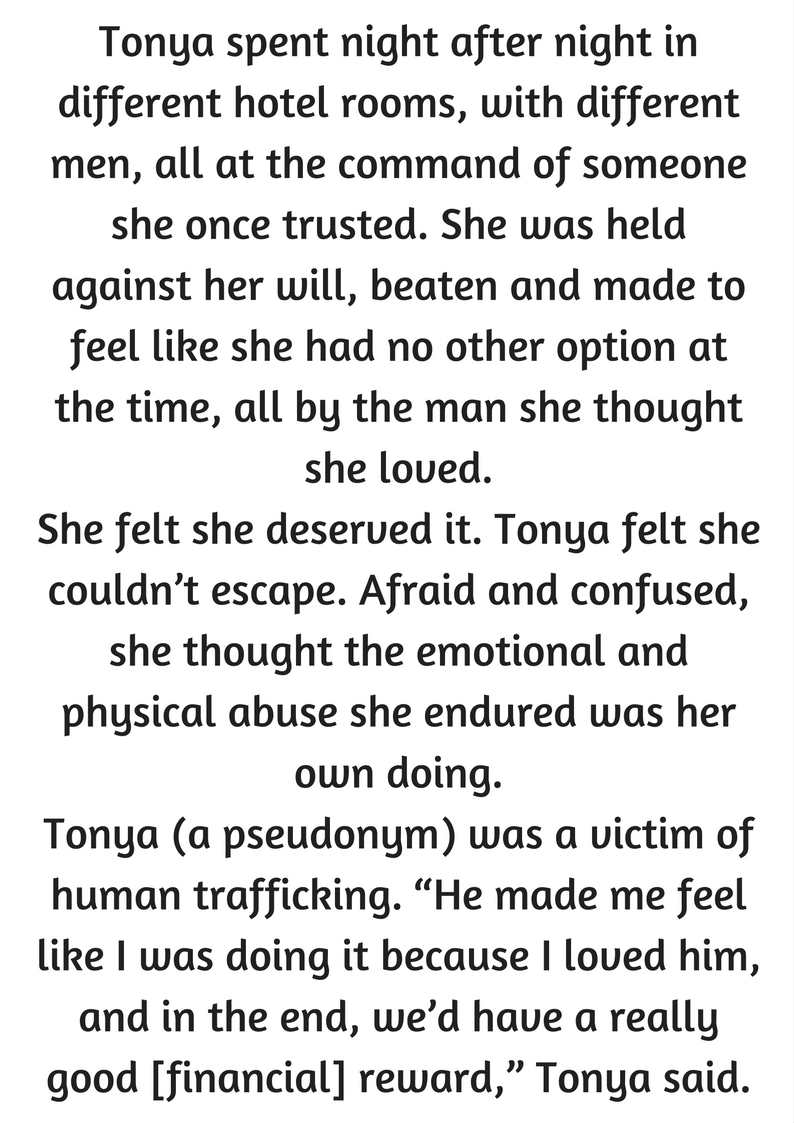 Tonya spent night after night in
different hotel rooms, with different
men, all at the command of someone
she once trusted. She was held
against her will, beaten and made to
feel like she had no other option at
the time, all by the man she thought
she loved.
She felt she deserved it. Tonya felt she
couldn’t escape. Afraid and confused,
she thought the emotional and
physical abuse she endured was her
own doing.
Tonya (a pseudonym) was a victim of
human trafficking. “He made me feel
like I was doing it because I loved him,
and in the end, we’d have a really
good [financial] reward,” Tonya said.